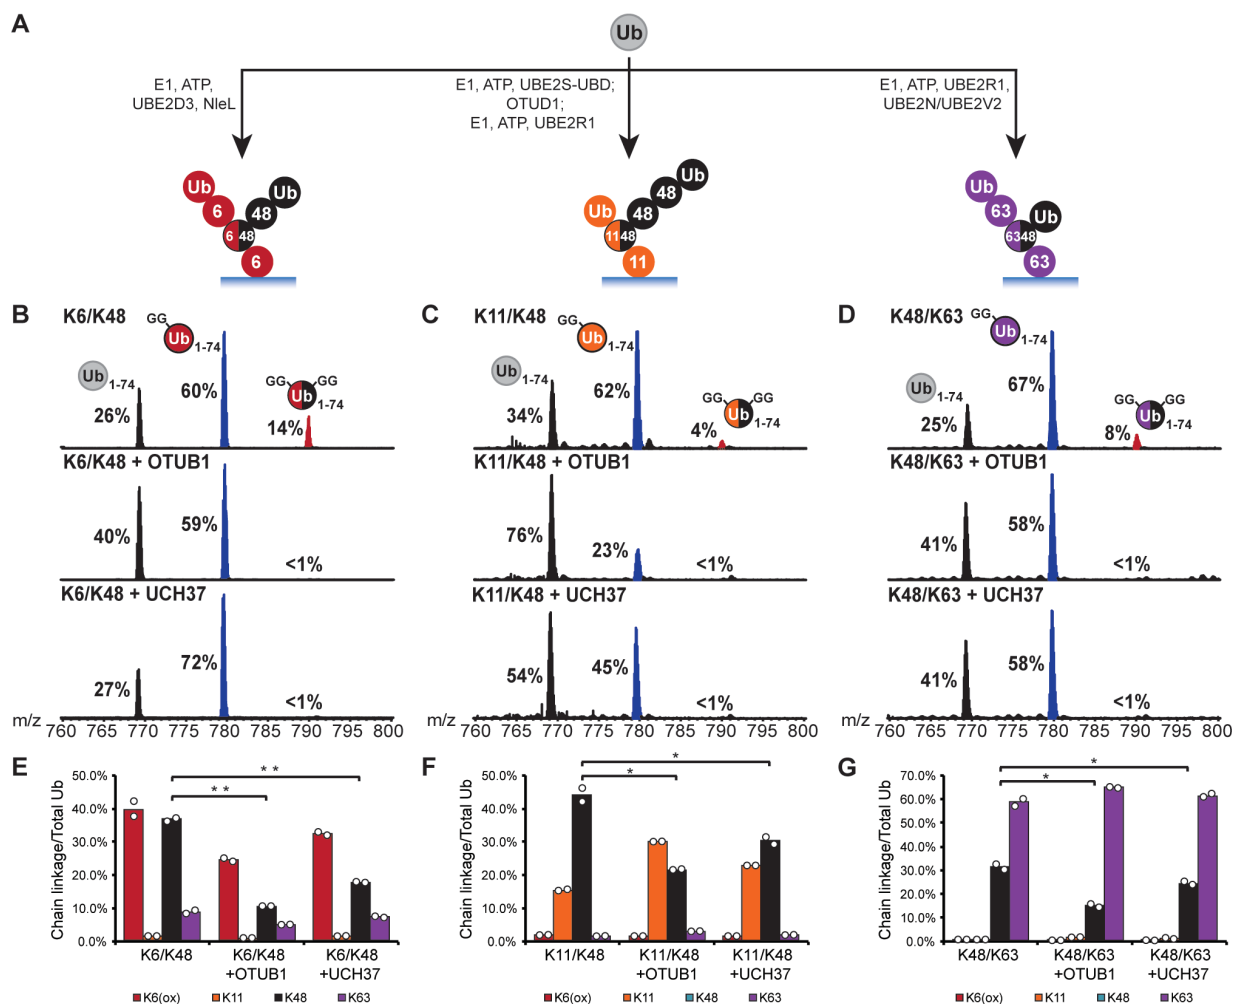 A
Ub
E1, ATP,
UBE2D3, NleL
E1, ATP, UBE2S-UBD;
OTUD1;
E1, ATP, UBE2R1
E1, ATP, UBE2R1,
UBE2N/UBE2V2
Ub Ub
6 48
6 48
6
Ub
Ub 48
48
11 48
11
Ub
63 Ub
63 48
63
B
K6/K48
GG
Ub 1-74
Ub 1-74
GG GG
Ub
1-74
26%
60%
14%
K6/K48 + OTUB1
40%
59%
<1%
K6/K48 + UCH37
27%
72%
<1%
m/z
760 765 770 775 780 785 790 795 800
C
K11/K48
GG
Ub 1-74
Ub 1-74
GG GG
Ub
1-74
34%
62%
4%
K11/K48 + OTUB1
76%
23%
<1%
K11/K48 + UCH37
54%
45%
<1%
760 765 770 775 780 785 790 795 800
D
K48/K63
GG
Ub 1-74
Ub 1-74
GG GG
Ub
1-74
25%
67%
8%
K48/K63 + OTUB1
41%
58%
<1%
K48/K63 + UCH37
41%
58%
<1%
760 765 770 775 780 785 790 795 800
E
Chain linkage/Total Ub
50.0%
40.0%
30.0%
20.0%
10.0%
0.0%
* *
* *
K6/K48 K6/K48 K6/K48
+OTUB1 +UCH37
K6(ox) K11 K48 K63
F
Chain linkage/Total Ub
50.0%
40.0%
30.0%
20.0%
10.0%
0.0%
*
*
K11/K48 K11/K48 K11/K48
+OTUB1 +UCH37
K6(ox) K11 K48 K63
G
Chain linkage/Total Ub
70.0%
60.0%
50.0%
40.0%
30.0%
20.0%
10.0%
0.0%
*
*
K48/K63 K48/K63 K48/K63
+OTUB1 +UCH37
K6(ox) K11 K48 K63